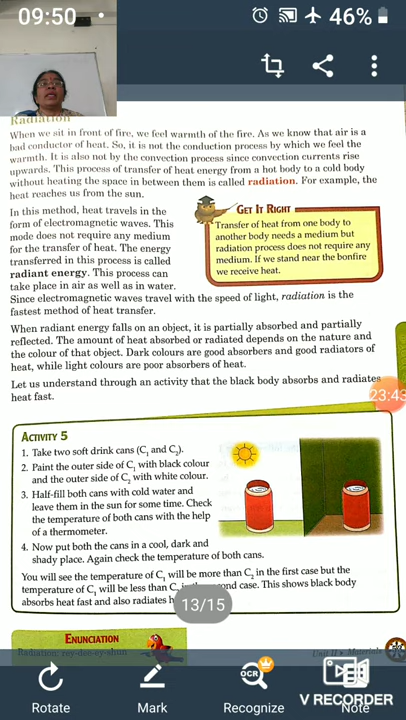 09:50
46%
Radiation
When we sit in front of fire, we feel warmth of the fire. As we know that air is a
bad conductor of heat. So, it is not the conduction process by which we feel the
warmth. It is also not by the convection process since convection currents rise
upwards. This process of transfer of heat energy from a hot body to a cold body
without heating the space in between them is called radiation. For example, the
heat reaches us from the sun.
In this method, heat travels in the
form of electromagnetic waves. This
mode does not require any medium
for the transfer of heat. The energy
transferred in this process is called
radiant energy. This process can
take place in air as well as in water.
GET IT RIGHT
Transfer of heat from one body to
another body needs a medium but
radiation process does not require any
medium. If we stand near the bonfire
we receive heat.
Since electromagnetic waves travel with the speed of light, radiation is the
fastest method of heat transfer.
When radiant energy falls on an object, it is partially absorbed and partially
reflected. The amount of heat absorbed or radiated depends on the nature and
the colour of that object. Dark colours are good absorbers and good radiators of
heat, while light colours are poor absorbers of heat.
Let us understand through an activity that the black body absorbs and radiates
heat fast.
23:43
ACTIVITY 5
1. Take two soft drink cans (C₁ and C₂).
2. Paint the outer side of C₁ with black colour
and the outer side of C₂ with white colour.
3. Half-fill both cans with cold water and
leave them in the sun for some time. Check
the temperature of both cans with the help
of a thermometer.
4. Now put both the cans in a cool, dark and
shady place. Again check the temperature of both cans.
You will see the temperature of C₁ will be more than C₂ in the first case but the
temperature of C₁ will be less than C₂ in second case. This shows black body
absorbs heat fast and also radiates
13/15
ENUNCIATION
Radiation: rey-dee-ey-shun
Unit II • Materials
Rotate
Mark
OCR
Recognize
Note
V RECORDER